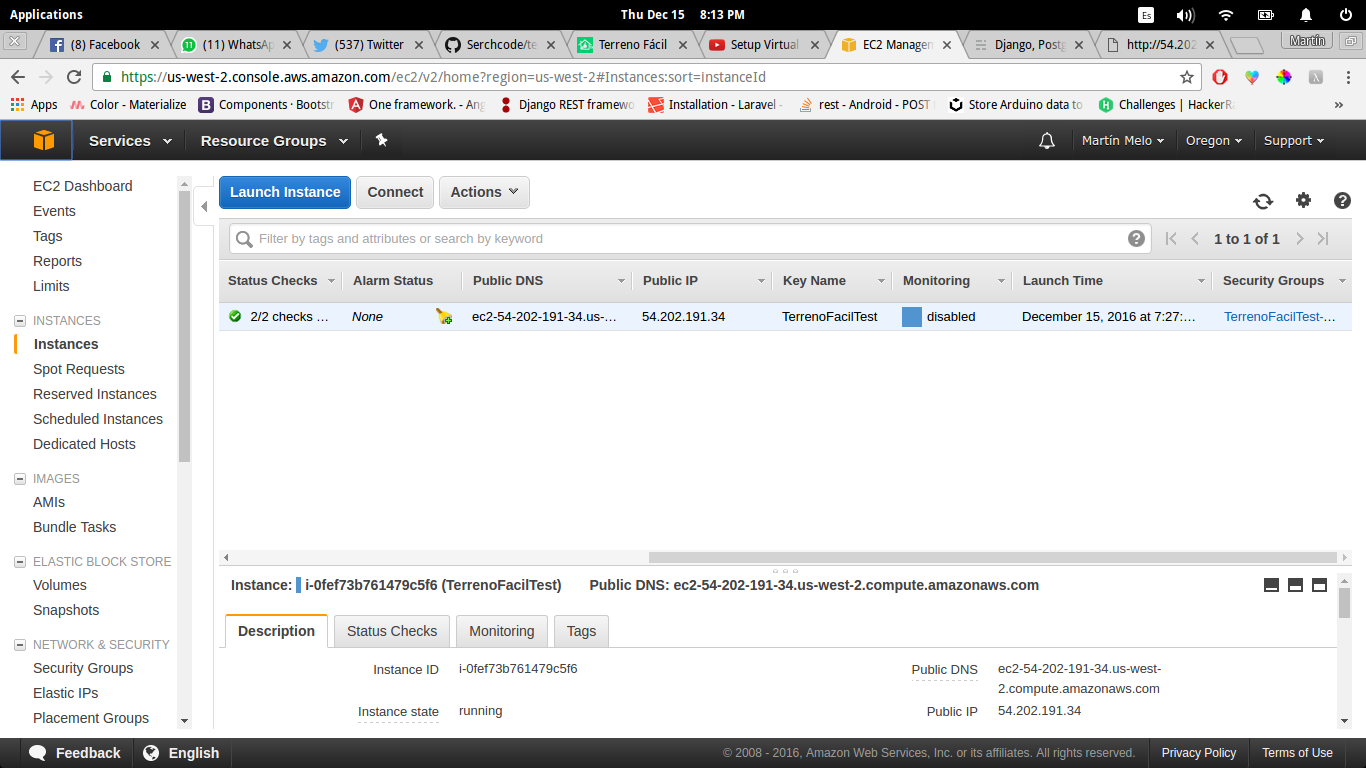 Applications Thu Dec 15 8:13 PM Es
(8) Facebook (11) WhatsAp (537) Twitter Serchcode/te Terreno Fácil Setup Virtual EC2 Managem Django, Postg http://54.202 Martín
https://us-west-2.console.aws.amazon.com/ec2/v2/home?region=us-west-2#Instances:sort=instanceId
Apps Color - Materialize Components · Bootstr One framework. - Ang Django REST framewo Installation - Laravel - rest - Android - POST Store Arduino data to Challenges | HackerRa »
Services Resource Groups Martín Melo Oregon Support
EC2 Dashboard
Events
Tags
Reports
Limits
INSTANCES
Instances
Spot Requests
Reserved Instances
Scheduled Instances
Dedicated Hosts
IMAGES
AMIs
Bundle Tasks
ELASTIC BLOCK STORE
Volumes
Snapshots
NETWORK & SECURITY
Security Groups
Elastic IPs
Placement Groups
Launch Instance Connect Actions
Filter by tags and attributes or search by keyword 1 to 1 of 1
Status Checks Alarm Status Public DNS Public IP Key Name Monitoring Launch Time Security Groups
2/2 checks ... None ec2-54-202-191-34.us-... 54.202.191.34 TerrenoFacilTest disabled December 15, 2016 at 7:27:... TerrenoFacilTest-...
Instance: i-0fef73b761479c5f6 (TerrenoFacilTest) Public DNS: ec2-54-202-191-34.us-west-2.compute.amazonaws.com
Description Status Checks Monitoring Tags
Instance ID i-0fef73b761479c5f6 Public DNS ec2-54-202-191-34.us-west-
2.compute.amazonaws.com
Instance state running Public IP 54.202.191.34
Feedback English © 2008 - 2016, Amazon Web Services, Inc. or its affiliates. All rights reserved. Privacy Policy Terms of Use